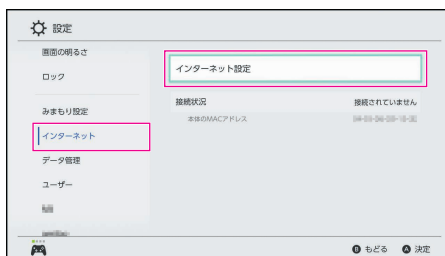 設定
画面の明るさ
ロック
みまもり設定
インターネット
データ管理
ユーザー
インターネット設定
接続状況 接続されていません
本体のMACアドレス
B もどる A 決定